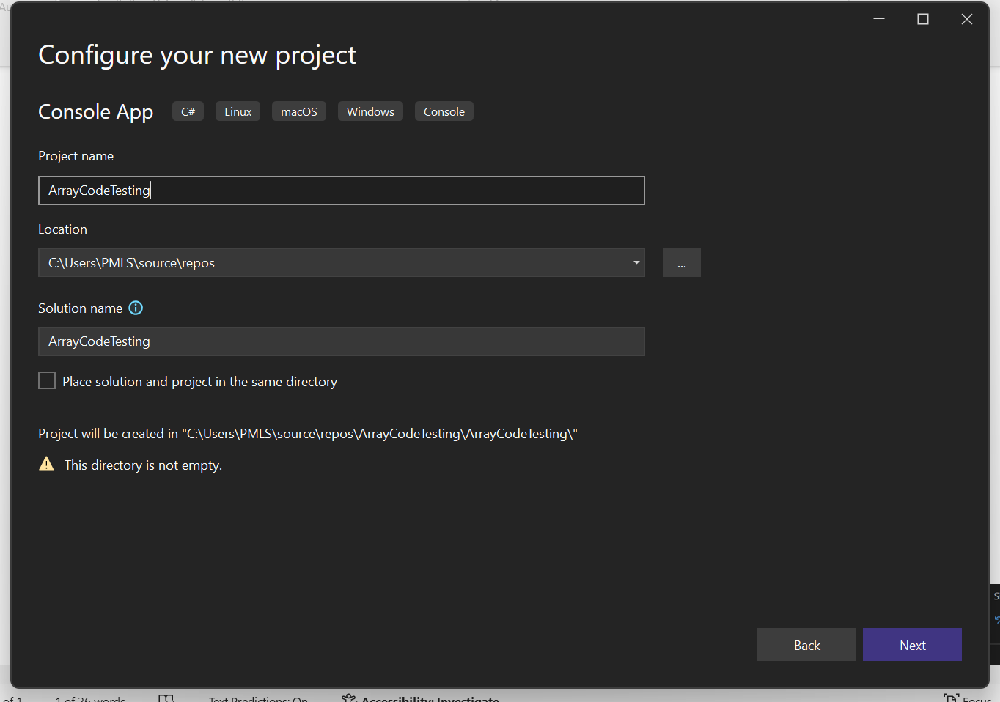 Configure your new project
Console App C# Linux macOS Windows Console
Project name
ArrayCodeTesting
Location
C:\Users\PMLS\source\repos
...
Solution name
ArrayCodeTesting
Place solution and project in the same directory
Project will be created in "C:\Users\PMLS\source\repos\ArrayCodeTesting\ArrayCodeTesting\"
This directory is not empty.
Back Next
of 1 1 of 26 words Text Predictions: On Accessibility: Investigate Focus